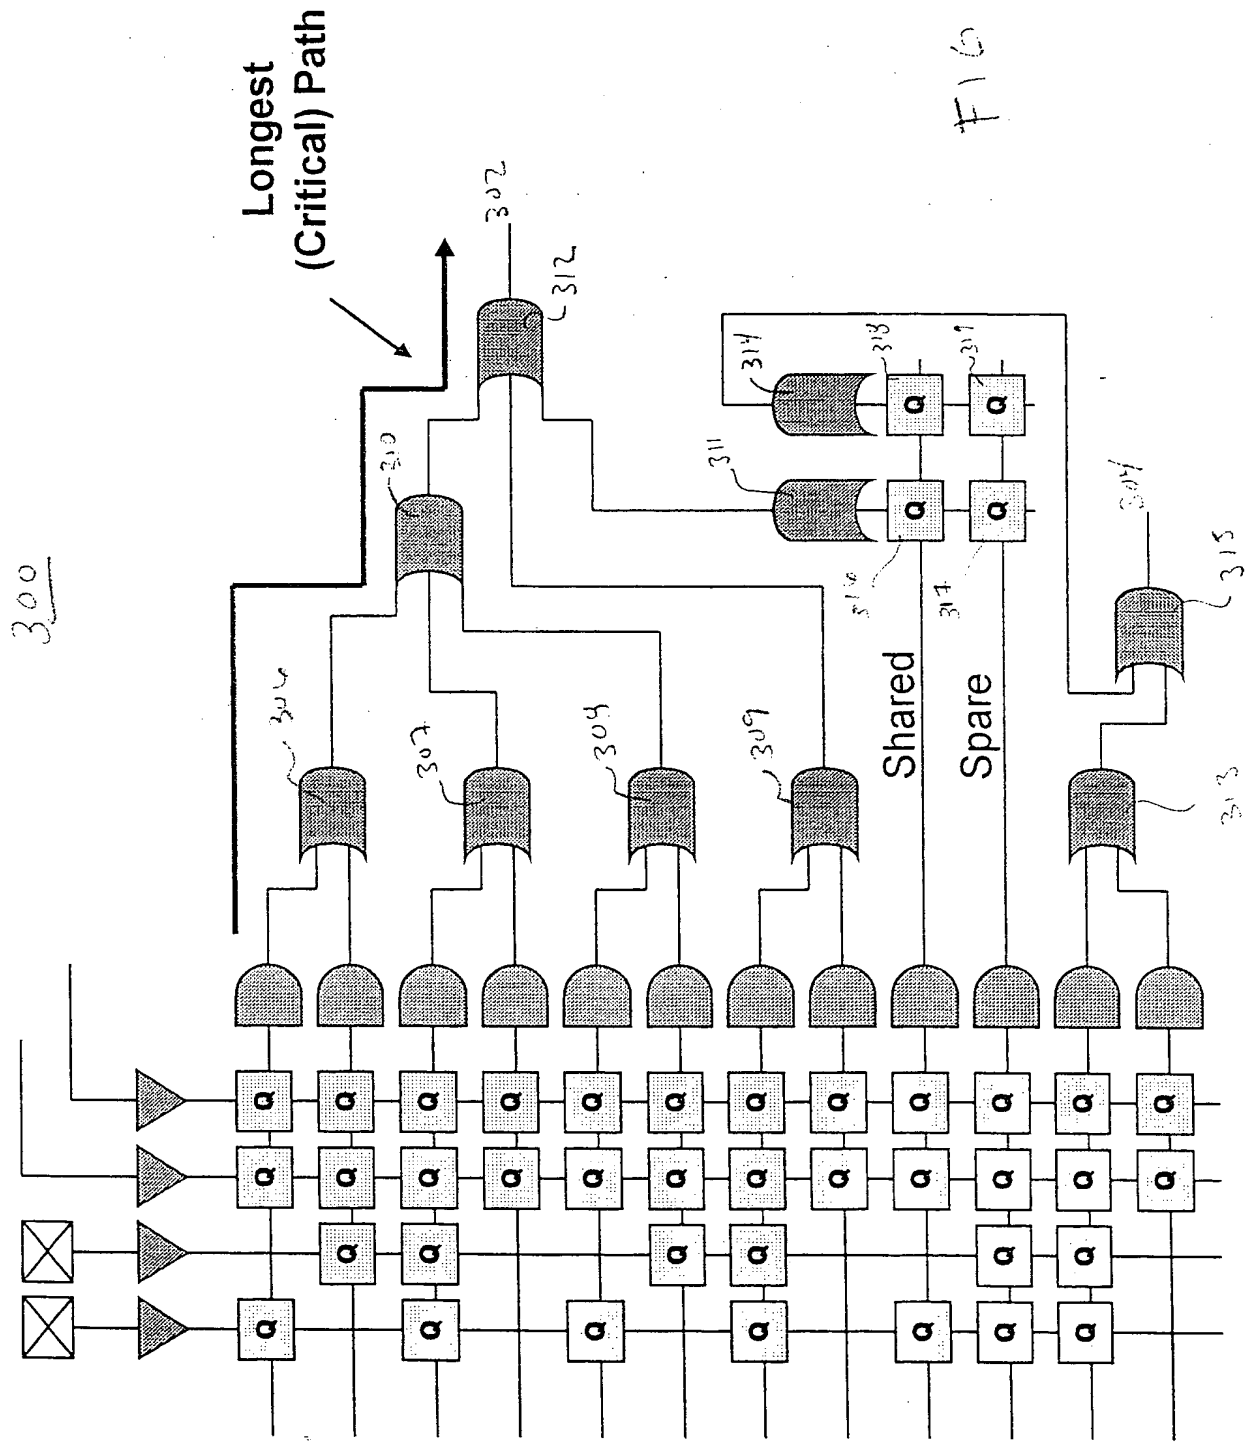 300
Longest
(Critical) Path
302
312
310
306
307
308
309
311
314
318
319
316
317
Shared
Spare
304
315
313
Q Q Q Q Q Q Q Q Q Q Q Q
Q Q Q Q Q Q Q Q Q Q Q Q
Q Q Q Q Q Q
Q Q Q Q Q Q Q
Q Q
Q Q
FIG